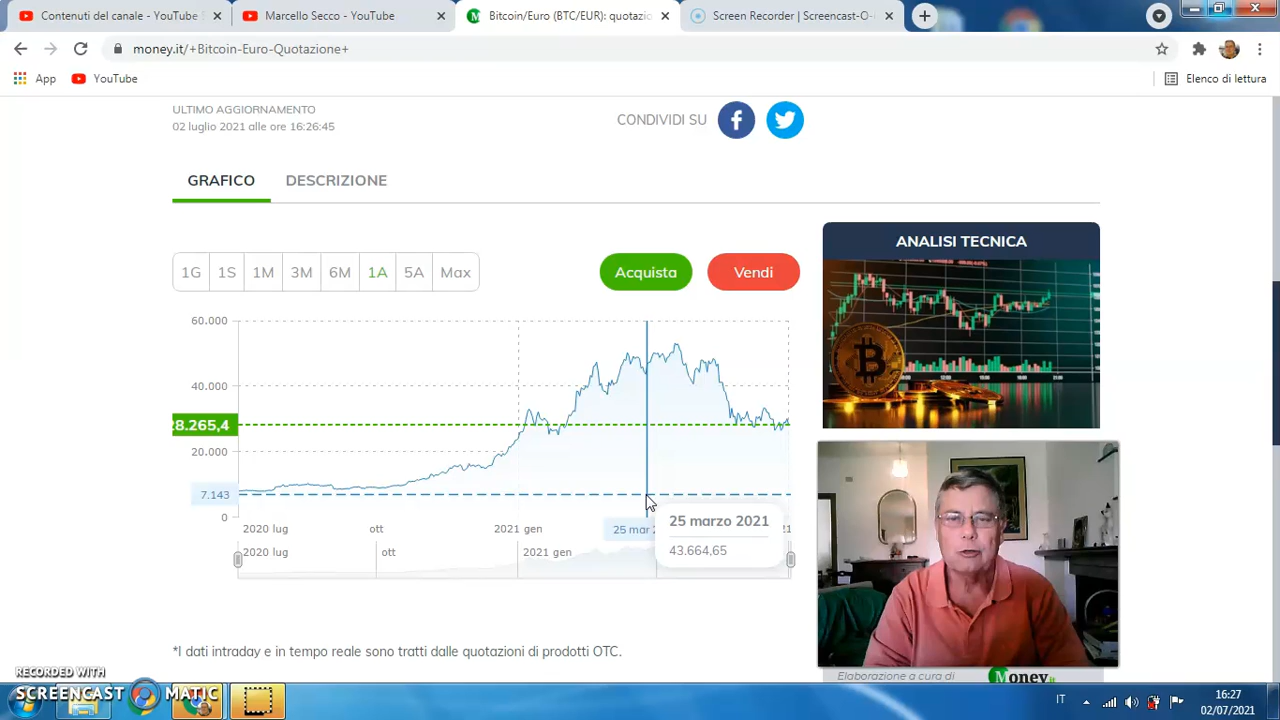 Contenuti del canale - YouTube S
Marcello Secco - YouTube
Bitcoin/Euro (BTC/EUR): quotazio
Screen Recorder | Screencast-O-
money.it/+Bitcoin-Euro-Quotazione+
App
YouTube
Elenco di lettura
ULTIMO AGGIORNAMENTO
02 luglio 2021 alle ore 16:26:45
CONDIVIDI SU
GRAFICO
DESCRIZIONE
ANALISI TECNICA
1G 1S 1M 3M 6M 1A 5A Max
Acquista
Vendi
60.000
40.000
8.265,4
20.000
7.143
0
2020 lug
ott
2021 gen
25 mar 2
1
25 marzo 2021
43.664,65
2020 lug
ott
2021 gen
*I dati intraday e in tempo reale sono tratti dalle quotazioni di prodotti OTC.
Elaborazione a cura di
Money.it
RECORDED WITH
SCREENCAST MATIC
IT
16:27
02/07/2021